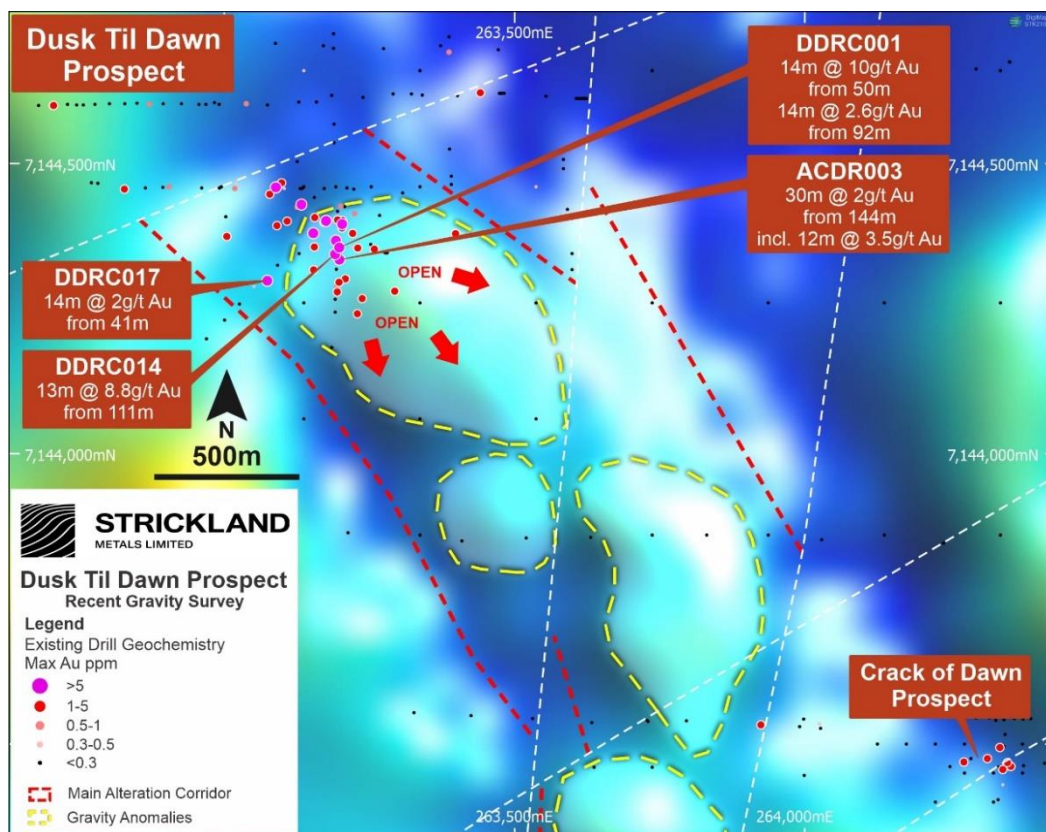 Dusk Til Dawn
Prospect
263,500mE
DDRC001
14m @ 10g/t Au
from 50m
14m @ 2.6g/t Au
from 92m
7,144,500mN
7,144,500mN
ACDR003
30m @ 2g/t Au
from 144m
incl. 12m @ 3.5g/t Au
OPEN
OPEN
DDRC017
14m @ 2g/t Au
from 41m
DDRC014
13m @ 8.8g/t Au
from 111m
N
500m
7,144,000mN
7,144,000mN
STRICKLAND
METALS LIMITED
Dusk Til Dawn Prospect
Recent Gravity Survey
Legend
Existing Drill Geochemistry
Max Au ppm
>5
1-5
0.5-1
0.3-0.5
<0.3
Main Alteration Corridor
Gravity Anomalies
Crack of Dawn
Prospect
263,500mE
264,000mE